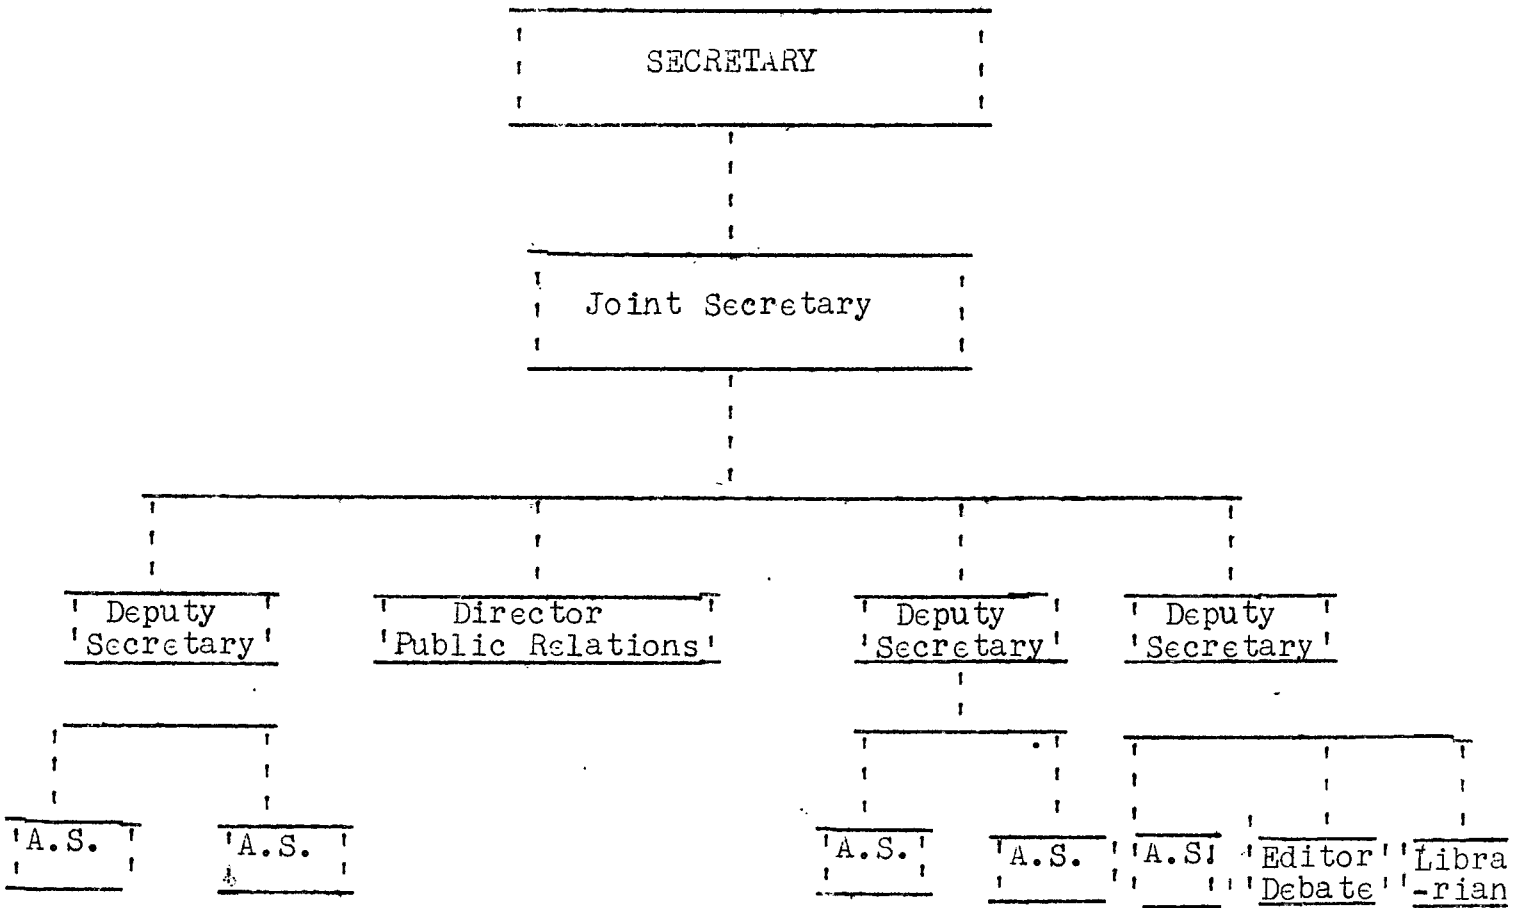 SECRETARY
Joint Secretary
Deputy
Secretary
Director
Public Relations
Deputy
Secretary
Deputy
Secretary
A.S.
A.S.
A.S.
A.S.
A.S.
Editor
Debate
Libra
-rian